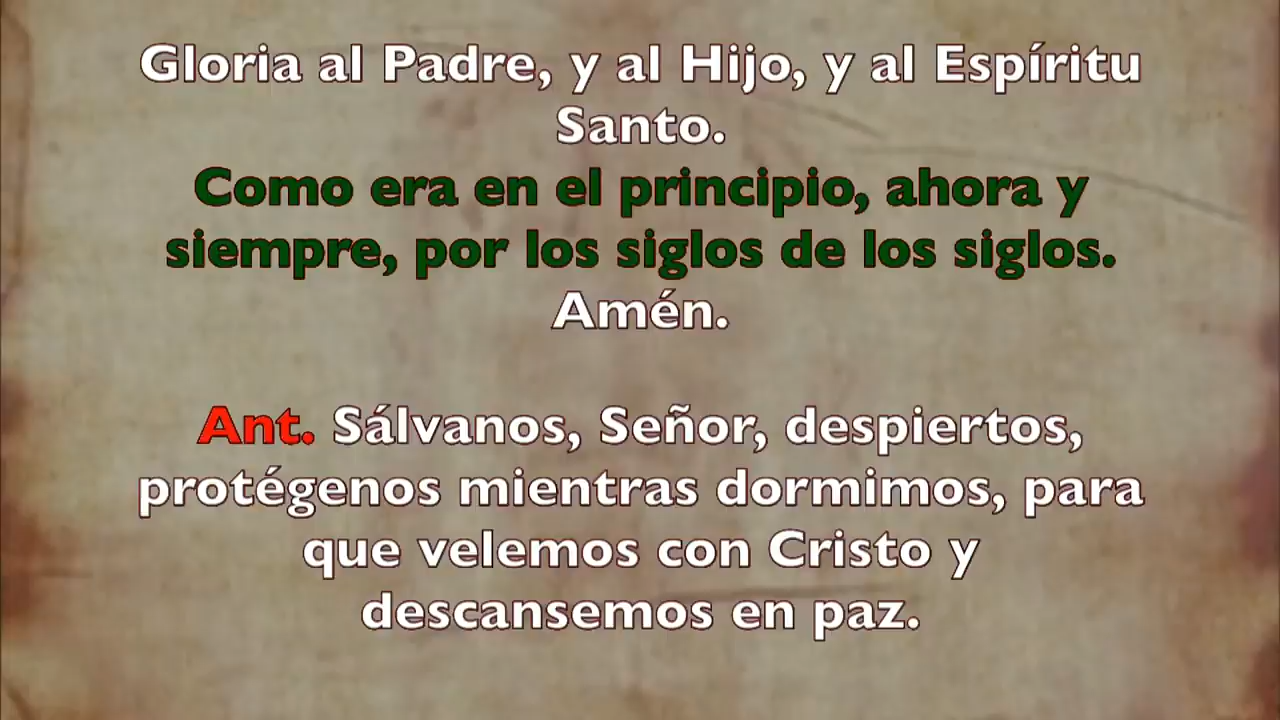 Gloria al Padre, y al Hijo, y al Espíritu
Santo.
Como era en el principio, ahora y
siempre, por los siglos de los siglos.
Amén.
Ant. Sálvanos, Señor, despiertos,
protégenos mientras dormimos, para
que velemos con Cristo y
descansemos en paz.